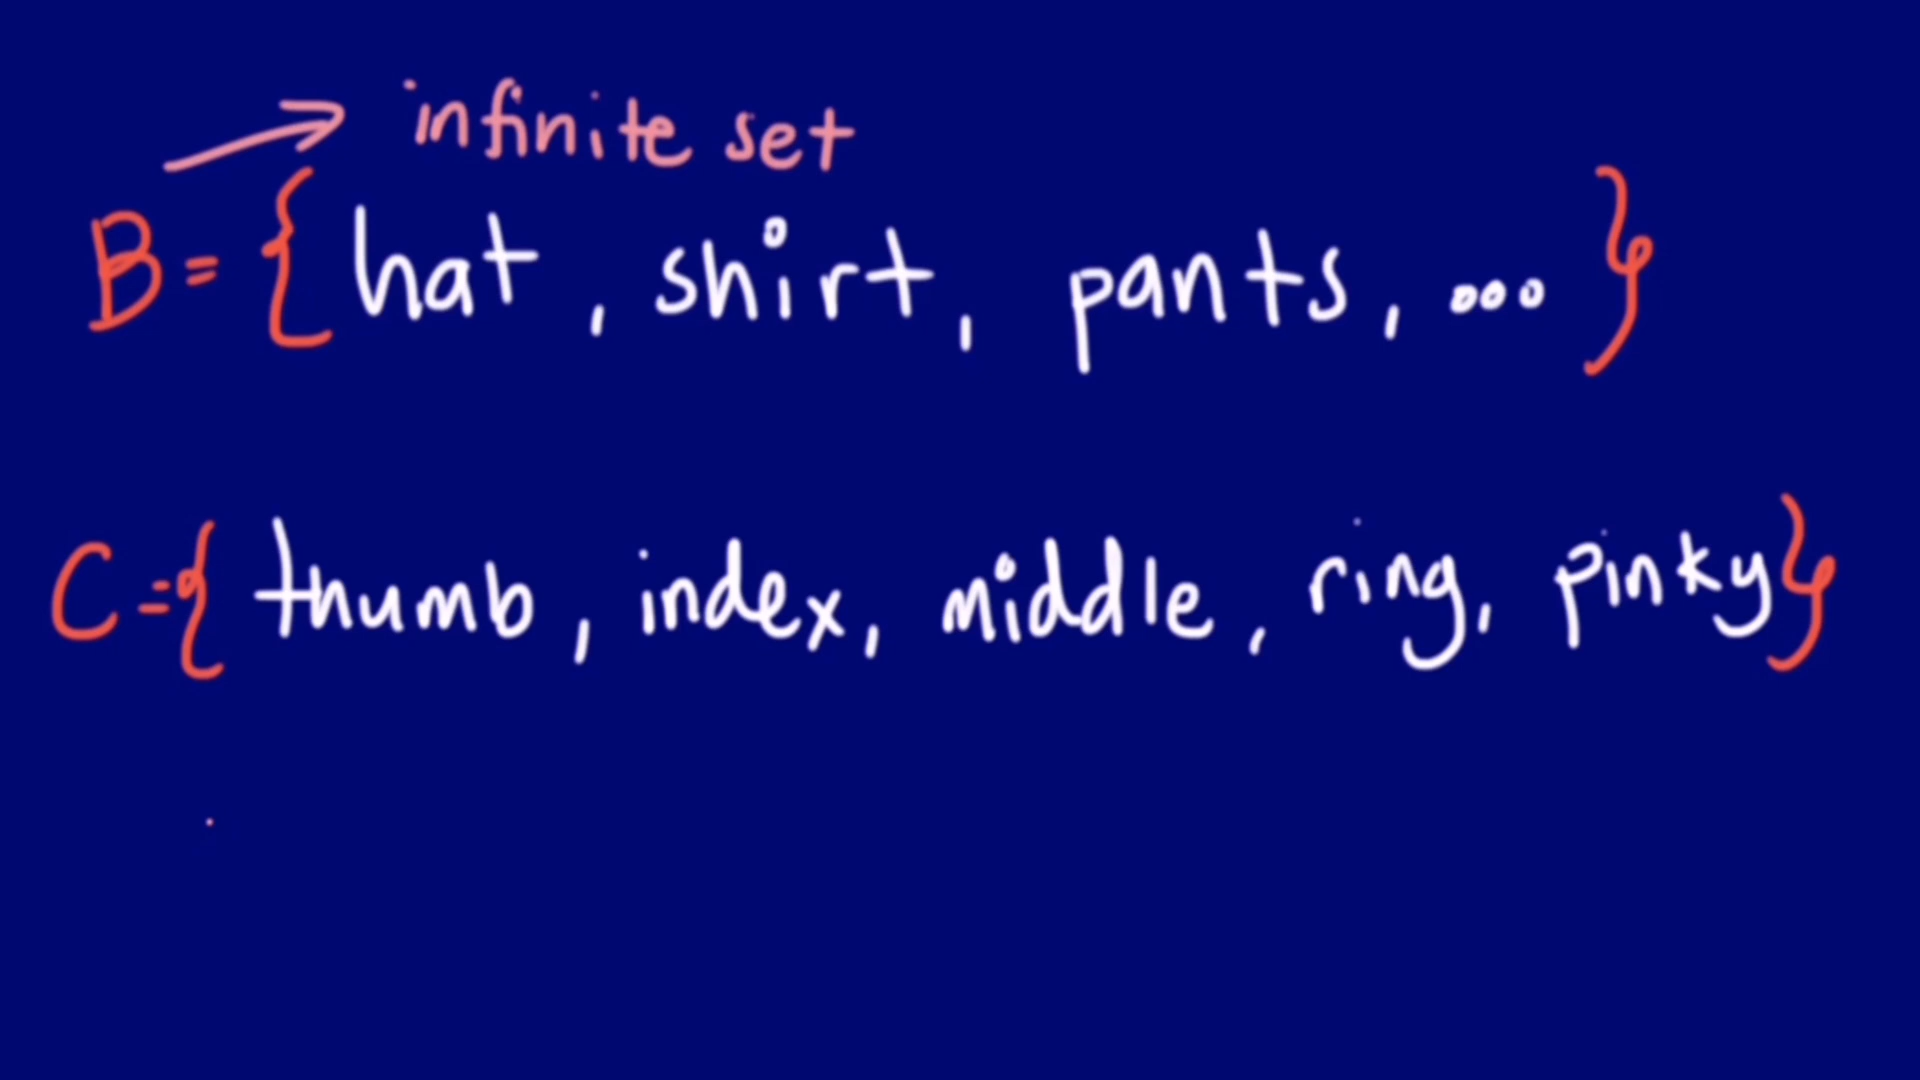 infinite set
B = { hat, shirt, pants, ... }
C = { thumb, index, middle, ring, pinky }